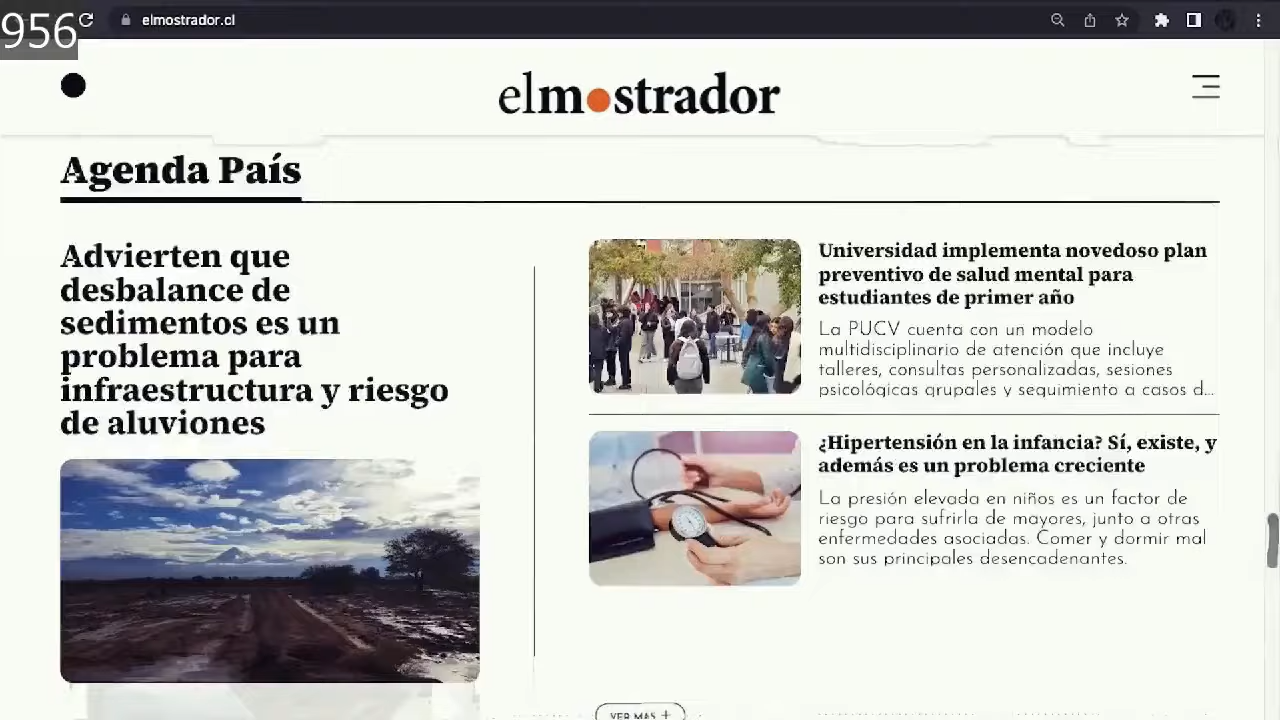 956
elmostrador.cl
elmostrador
Agenda País
Advierten que
desbalance de
sedimentos es un
problema para
infraestructura y riesgo
de aluviones
Universidad implementa novedoso plan
preventivo de salud mental para
estudiantes de primer año
La PUCV cuenta con un modelo
multidisciplinario de atención que incluye
talleres, consultas personalizadas, sesiones
psicológicas grupales y seguimiento a casos d...
¿Hipertensión en la infancia? Sí, existe, y
además es un problema creciente
La presión elevada en niños es un factor de
riesgo para sufrirla de mayores, junto a otras
enfermedades asociadas. Comer y dormir mal
son sus principales desencadenantes.
VER MAS +